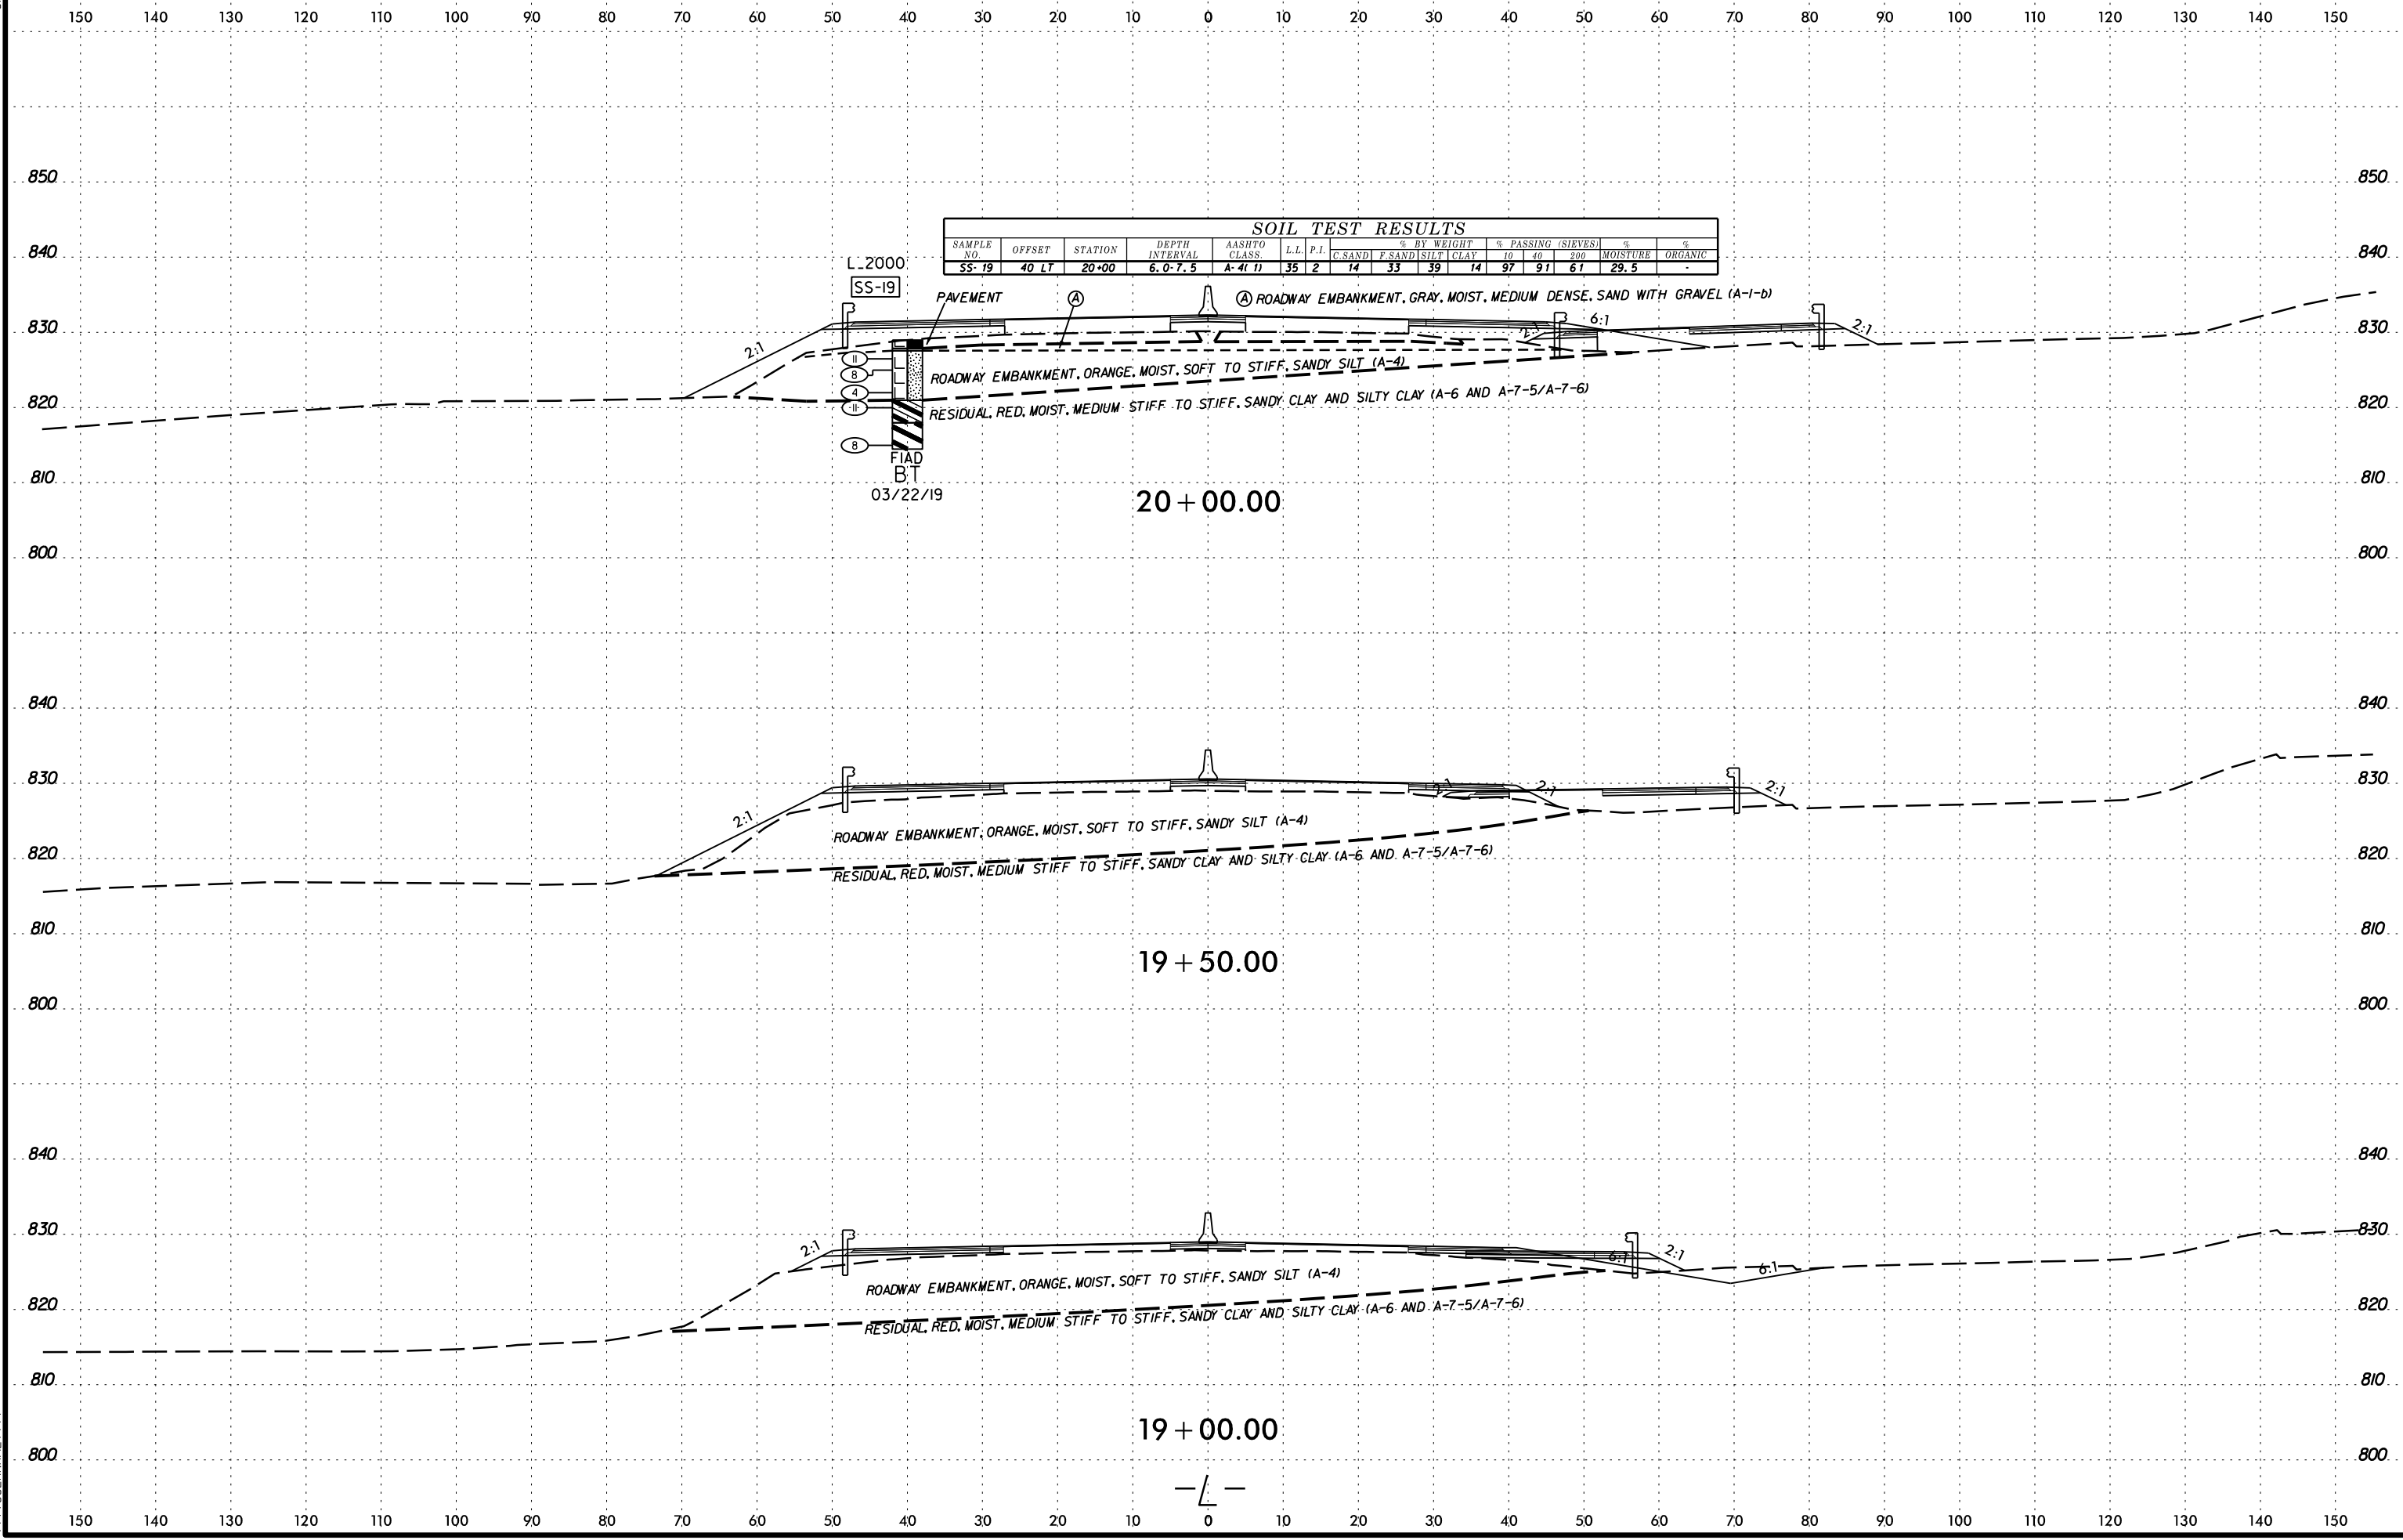 150 140 130 120 110 100 90 80 70 60 50 40 30 20 10 0 10 20 30 40 50 60 70 80 90 100 110 120 130 140 150
850 850
SOIL TEST RESULTS
SAMPLE NO. OFFSET STATION DEPTH INTERVAL AASHTO CLASS. L.L. P.I. % BY WEIGHT % PASSING (SIEVES) % MOISTURE % ORGANIC
C.SAND F.SAND SILT CLAY 10 40 200
SS-19 40 LT 20+00 6.0-7.5 A-4(1) 35 2 14 33 39 14 97 91 61 29.5 -
840 840
L_2000
SS-19
PAVEMENT A A ROADWAY EMBANKMENT, GRAY, MOIST, MEDIUM DENSE, SAND WITH GRAVEL (A-1-b)
830 2:1 2:1 6:1 2:1 830
11
8 ROADWAY EMBANKMENT, ORANGE, MOIST, SOFT TO STIFF, SANDY SILT (A-4)
4
820 11 RESIDUAL, RED, MOIST, MEDIUM STIFF TO STIFF, SANDY CLAY AND SILTY CLAY (A-6 AND A-7-5/A-7-6) 820
8
FIAD
810 BT 810
03/22/19
20+00.00
800 800
840 840
830 2:1 2:1 2:1 2:1 830
ROADWAY EMBANKMENT, ORANGE, MOIST, SOFT TO STIFF, SANDY SILT (A-4)
820 820
RESIDUAL, RED, MOIST, MEDIUM STIFF TO STIFF, SANDY CLAY AND SILTY CLAY (A-6 AND A-7-5/A-7-6)
810 810
19+50.00
800 800
840 840
830 830
2:1 6:1 2:1 6:1
ROADWAY EMBANKMENT, ORANGE, MOIST, SOFT TO STIFF, SANDY SILT (A-4)
820 820
RESIDUAL, RED, MOIST, MEDIUM STIFF TO STIFF, SANDY CLAY AND SILTY CLAY (A-6 AND A-7-5/A-7-6)
810 810
19+00.00
800 800
-L-
150 140 130 120 110 100 90 80 70 60 50 40 30 20 10 0 10 20 30 40 50 60 70 80 90 100 110 120 130 140 150